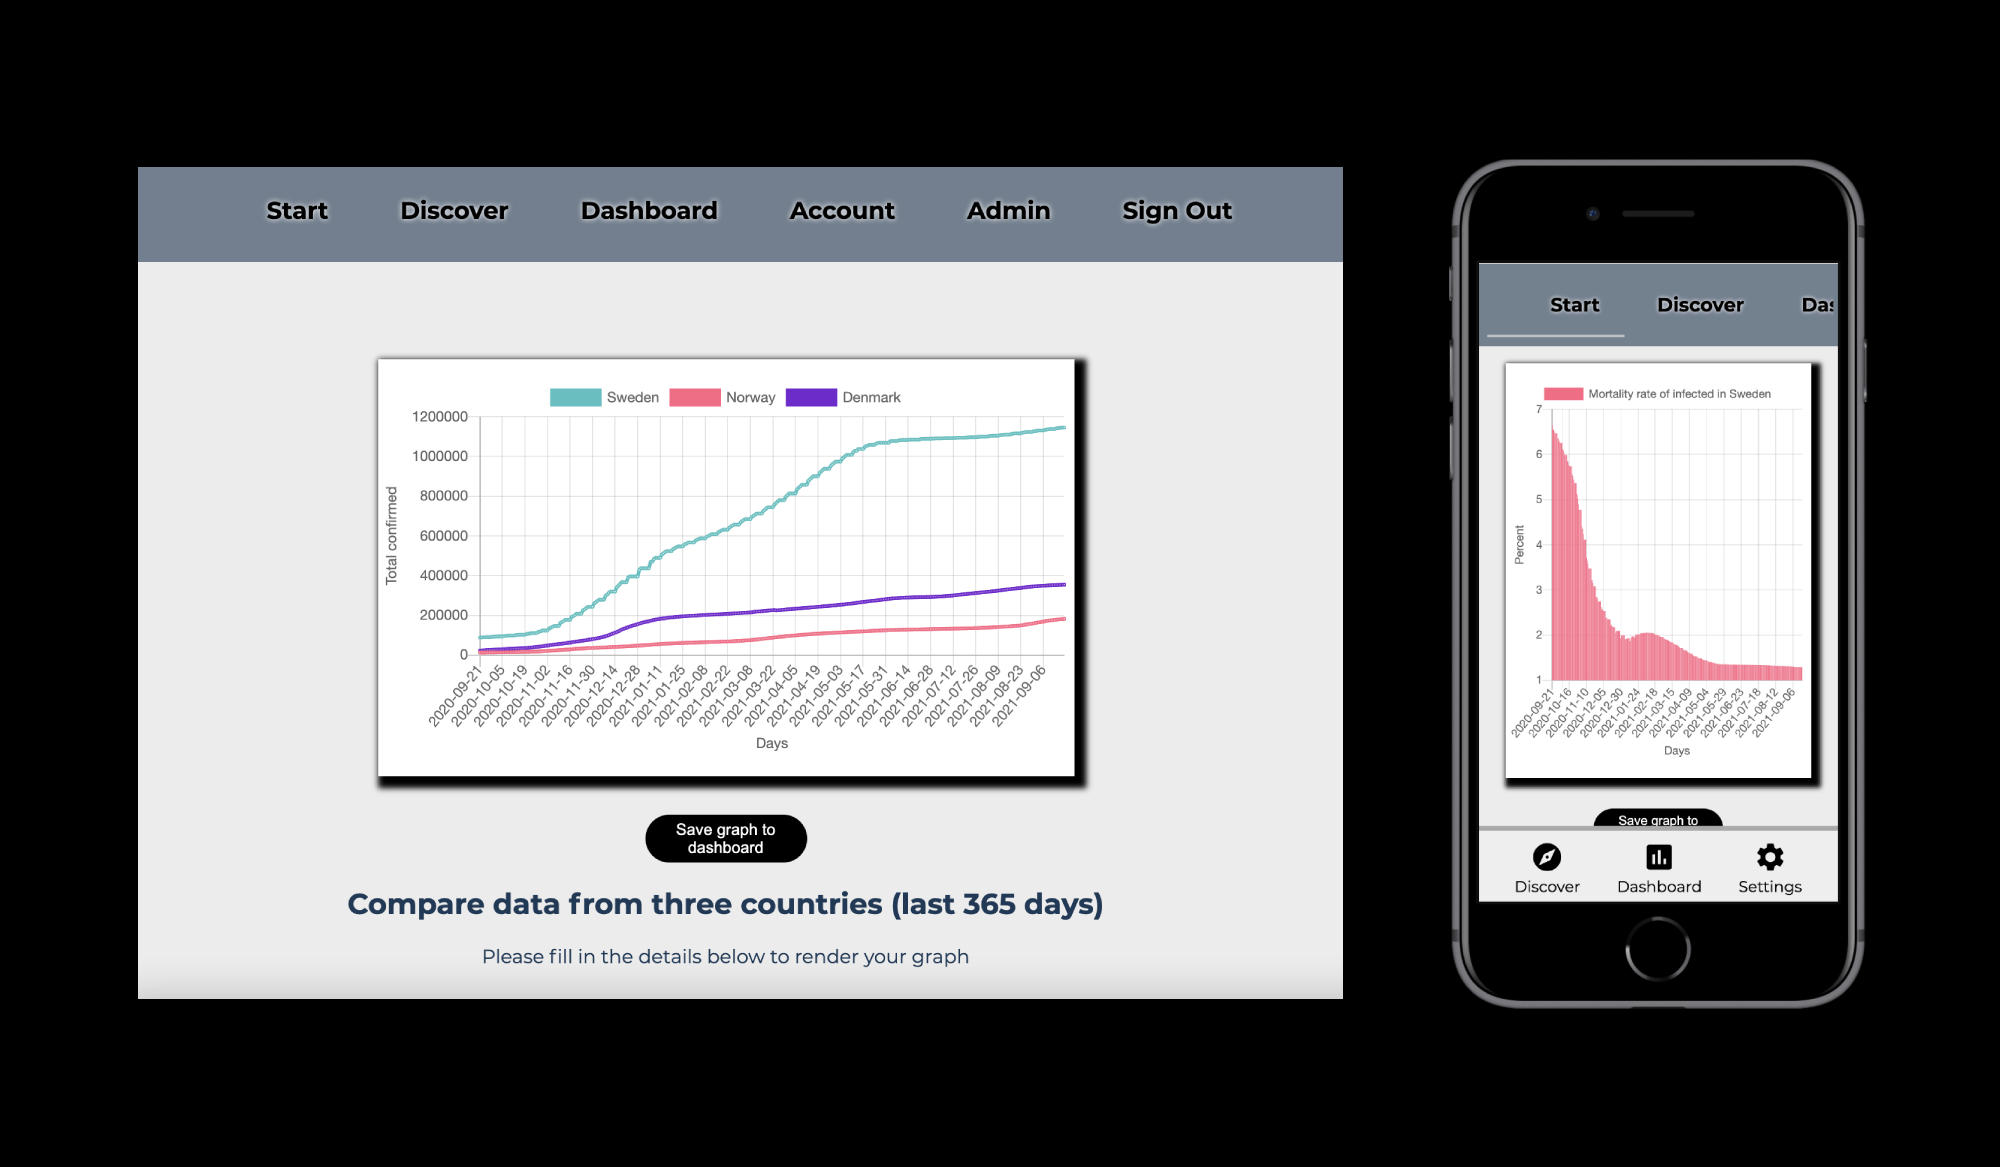 Start Discover Dashboard Account Admin Sign Out
Sweden Norway Denmark
1200000
1000000
800000
600000
400000
200000
0
Total confirmed
2020-09-21 2020-10-05 2020-10-19 2020-11-02 2020-11-16 2020-11-30 2020-12-14 2020-12-28 2021-01-11 2021-01-25 2021-02-08 2021-02-22 2021-03-08 2021-03-22 2021-04-05 2021-04-19 2021-05-03 2021-05-17 2021-05-31 2021-06-14 2021-06-28 2021-07-12 2021-07-26 2021-08-09 2021-08-23 2021-09-06
Days
Save graph to
dashboard
Compare data from three countries (last 365 days)
Please fill in the details below to render your graph
Start Discover Das
Mortality rate of infected in Sweden
7
6
5
4
3
2
1
Percent
2020-09-21 2020-10-16 2020-11-10 2020-12-05 2020-12-30 2021-01-24 2021-02-18 2021-03-15 2021-04-09 2021-05-04 2021-05-29 2021-06-23 2021-07-18 2021-08-12 2021-09-06
Days
Save graph to
Discover Dashboard Settings